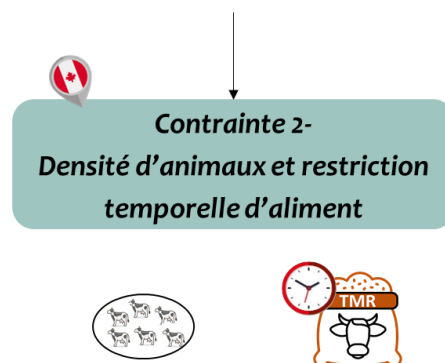 Contrainte 2-
Densité d’animaux et restriction
temporelle d’aliment
TMR